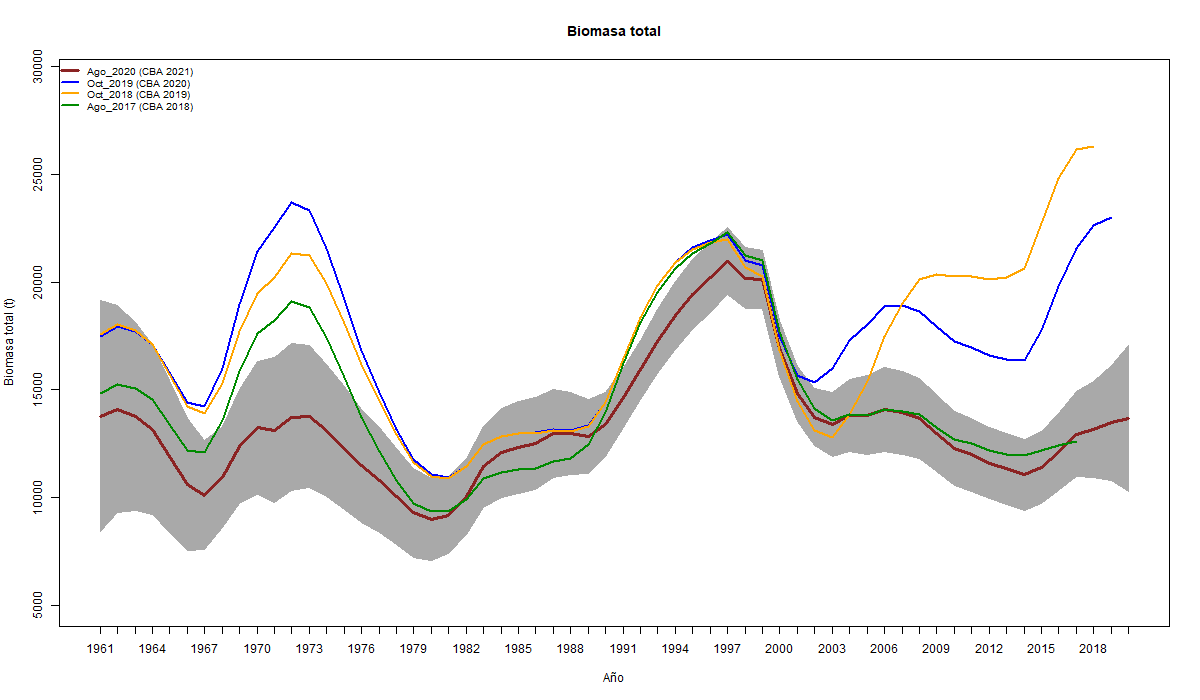 Biomasa total
Ago_2020 (CBA 2021)
Oct_2019 (CBA 2020)
Oct_2018 (CBA 2019)
Ago_2017 (CBA 2018)
30000
25000
20000
15000
10000
5000
Biomasa total (t)
1961 1964 1967 1970 1973 1976 1979 1982 1985 1988 1991 1994 1997 2000 2003 2006 2009 2012 2015 2018
Año